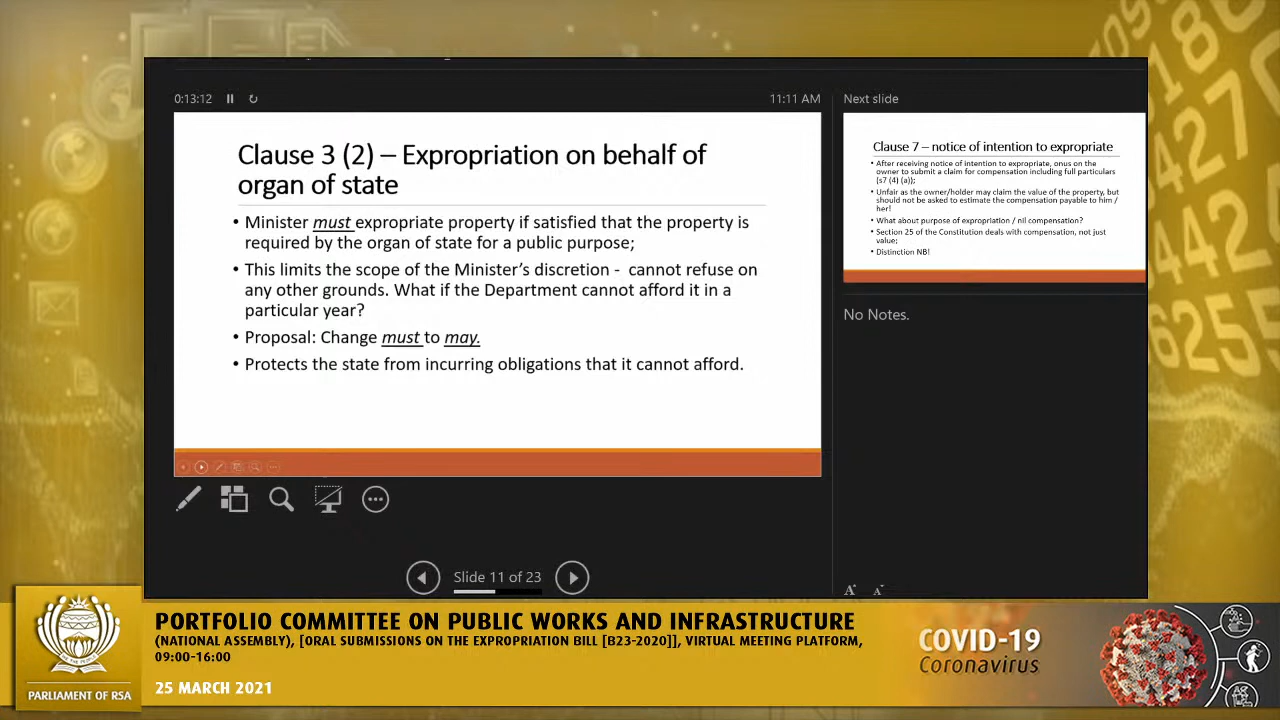 0:13:12
11:11 AM
Next slide
Clause 3 (2) – Expropriation on behalf of
organ of state
• Minister must expropriate property if satisfied that the property is
required by the organ of state for a public purpose;
• This limits the scope of the Minister’s discretion -  cannot refuse on
any other grounds. What if the Department cannot afford it in a
particular year?
• Proposal: Change must to may.
• Protects the state from incurring obligations that it cannot afford.
Clause 7 – notice of intention to expropriate
• After receiving notice of intention to expropriate, onus on the
owner to submit a claim for compensation including full particulars
(s7 (4) (a));
• Unfair as the owner/holder may claim the value of the property, but
should not be asked to estimate the compensation payable to him /
her!
• What about purpose of expropriation / nil compensation?
• Section 25 of the Constitution deals with compensation, not just
value;
• Distinction NB!
No Notes.
Slide 11 of 23
A A
PARLIAMENT OF RSA
PORTFOLIO COMMITTEE ON PUBLIC WORKS AND INFRASTRUCTURE
(NATIONAL ASSEMBLY), [ORAL SUBMISSIONS ON THE EXPROPRIATION BILL [B23-2020]], VIRTUAL MEETING PLATFORM,
09:00-16:00
25 MARCH 2021
COVID-19
Coronavirus